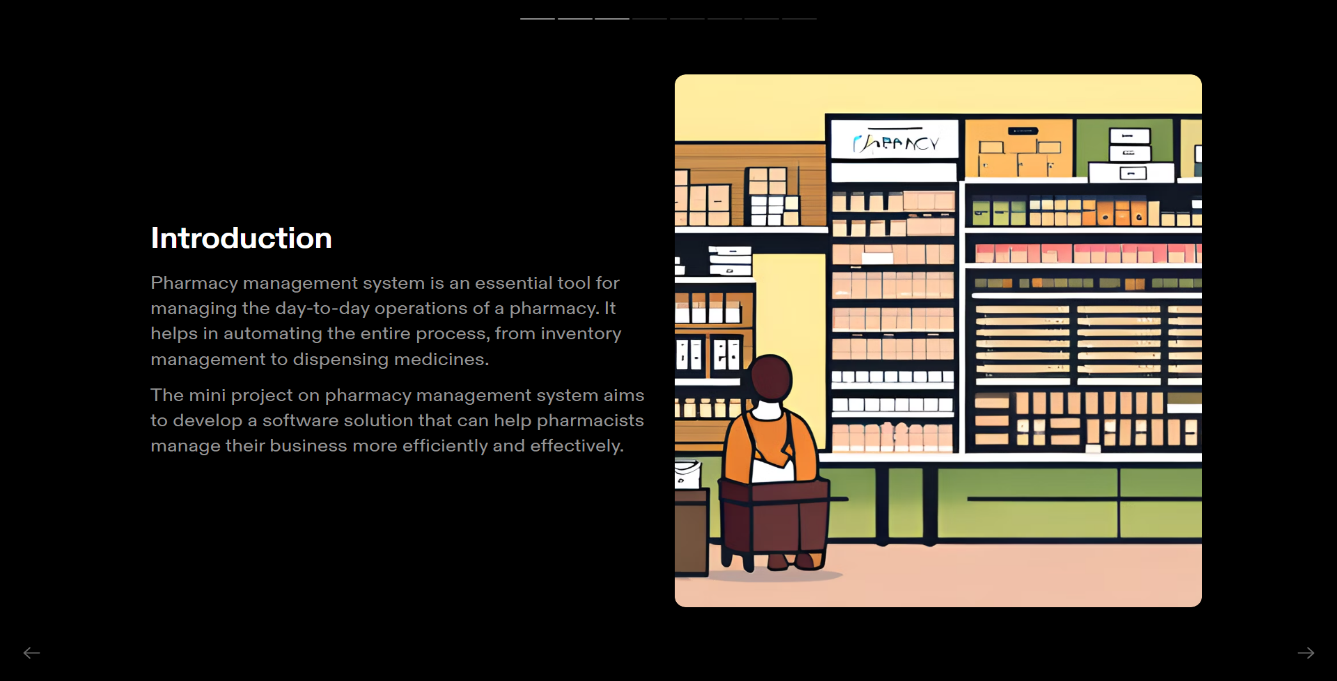 Introduction
Pharmacy management system is an essential tool for
managing the day-to-day operations of a pharmacy. It
helps in automating the entire process, from inventory
management to dispensing medicines.
The mini project on pharmacy management system aims
to develop a software solution that can help pharmacists
manage their business more efficiently and effectively.